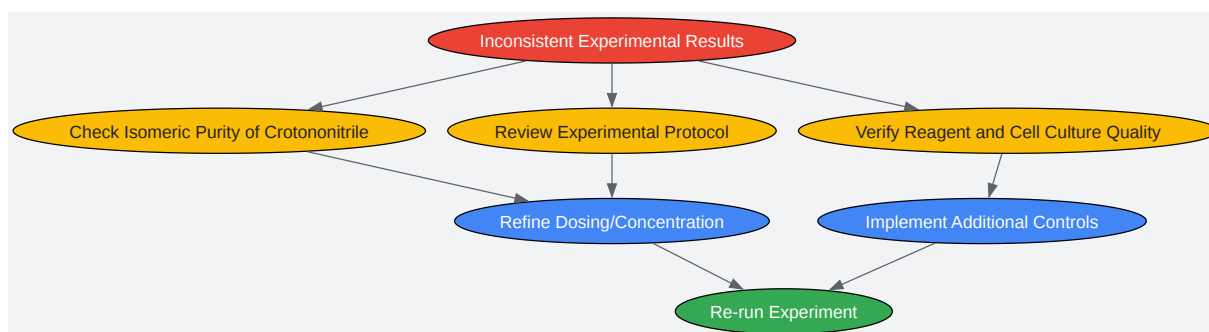 Inconsistent Experimental Results
Check Isomeric Purity of Crotononitrile
Review Experimental Protocol
Verify Reagent and Cell Culture Quality
Refine Dosing/Concentration
Implement Additional Controls
Re-run Experiment